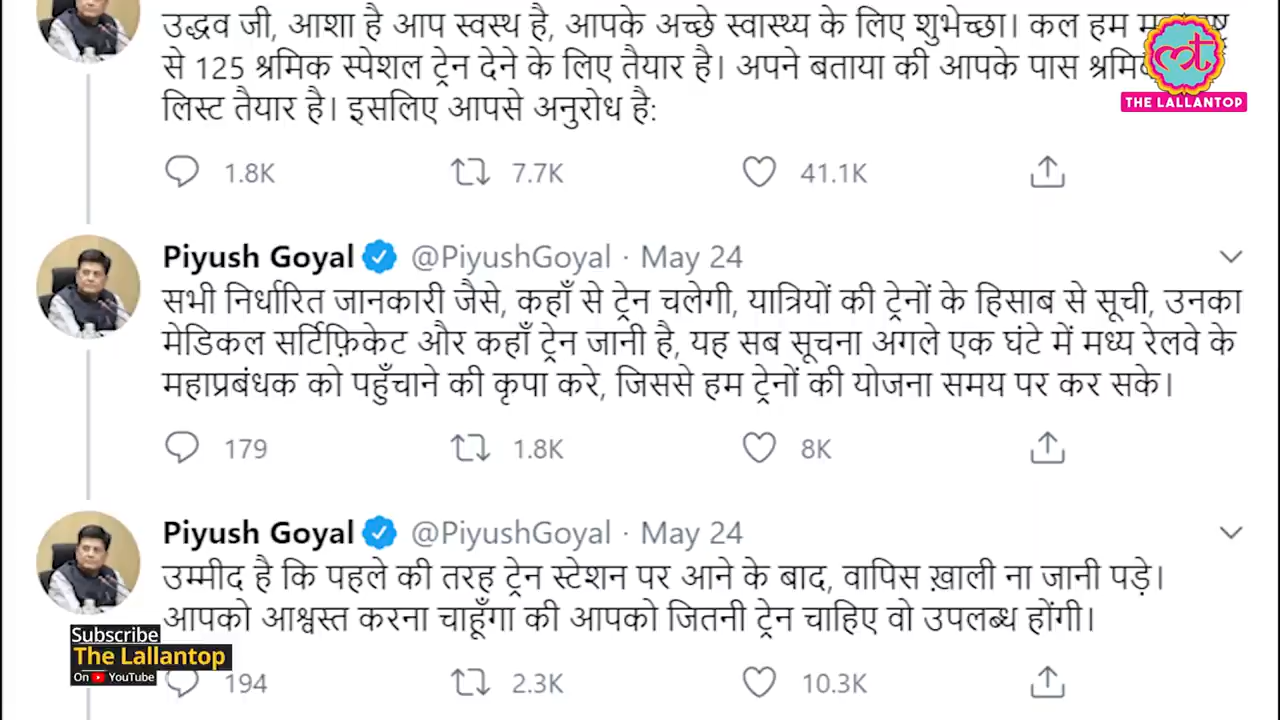 उद्धव जी, आशा है आप स्वस्थ है, आपके अच्छे स्वास्थ्य के लिए शुभेच्छा। कल हम
से 125 श्रमिक स्पेशल ट्रेन देने के लिए तैयार है। अपने बताया की आपके पास
लिस्ट तैयार है। इसलिए आपसे अनुरोध है:
THE LALLANTOP
1.8K 7.7K 41.1K
Piyush Goyal @PiyushGoyal · May 24
सभी निर्धारित जानकारी जैसे, कहाँ से ट्रेन चलेगी, यात्रियों की ट्रेनों के हिसाब से सूची, उनका
मेडिकल सर्टिफ़िकेट और कहाँ ट्रेन जानी है, यह सब सूचना अगले एक घंटे में मध्य रेलवे के
महाप्रबंधक को पहुँचाने की कृपा करे, जिससे हम ट्रेनों की योजना समय पर कर सके।
179 1.8K 8K
Piyush Goyal @PiyushGoyal · May 24
उम्मीद है कि पहले की तरह ट्रेन स्टेशन पर आने के बाद, वापिस ख़ाली ना जानी पड़े।
आपको आश्वस्त करना चाहूँगा की आपको जितनी ट्रेन चाहिए वो उपलब्ध होंगी।
Subscribe
The Lallantop
On YouTube
194 2.3K 10.3K